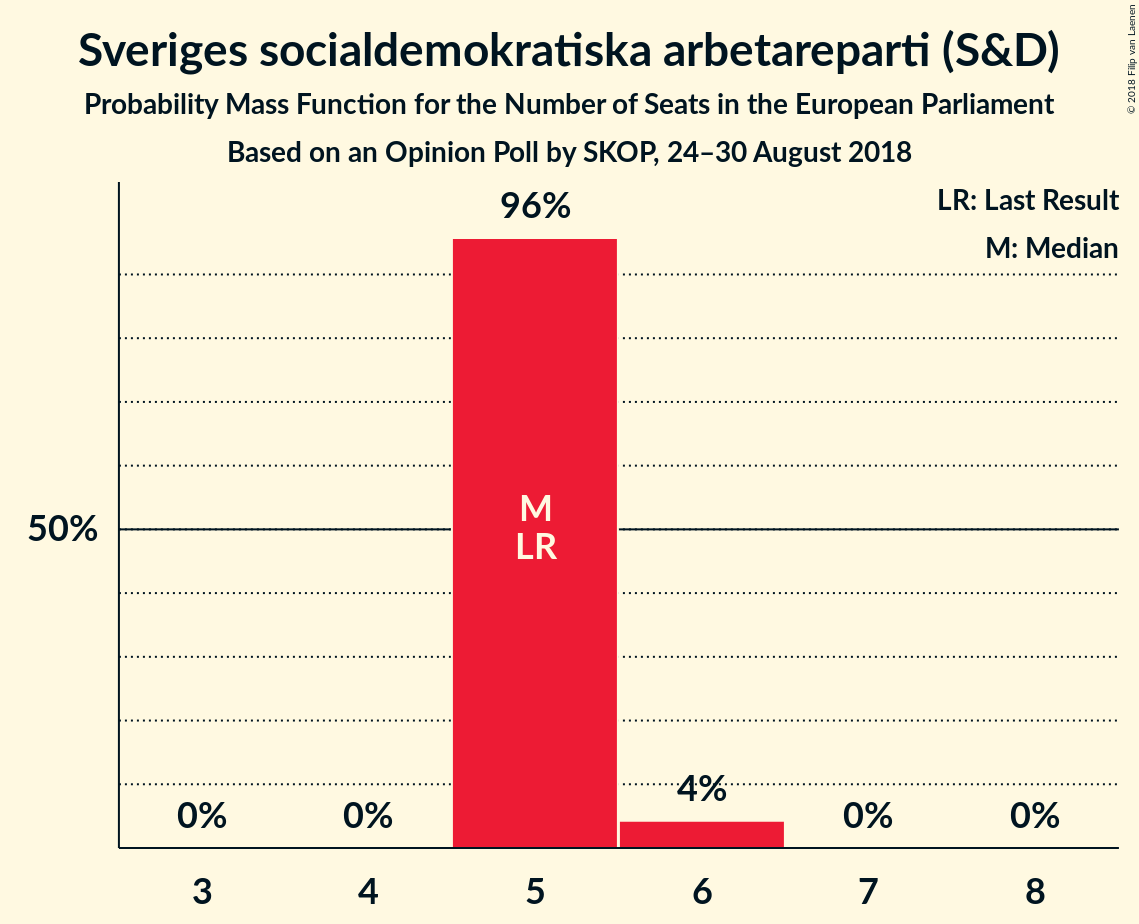 Sveriges socialdemokratiska arbetareparti (S&D)
Probability Mass Function for the Number of Seats in the European Parliament
Based on an Opinion Poll by SKOP, 24–30 August 2018
© 2018 Filip van Laenen
LR: Last Result
M: Median
96%
50%
M
LR
0%
0%
4%
0%
0%
3
4
5
6
7
8